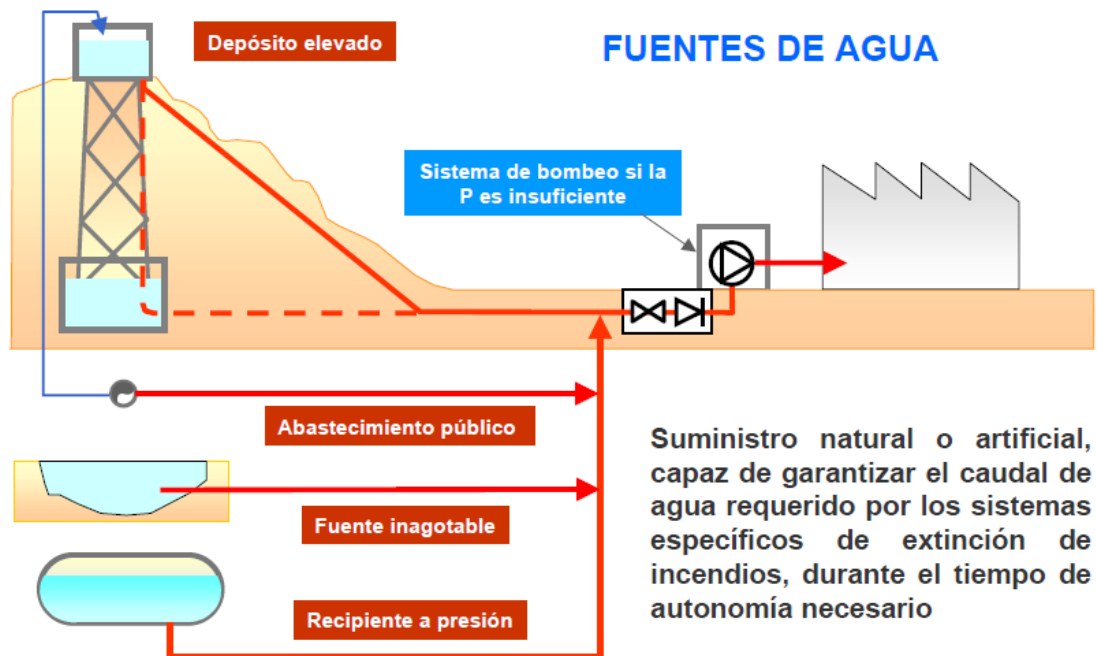 Depósito elevado
FUENTES DE AGUA
Sistema de bombeo si la
P es insuficiente
Abastecimiento público
Fuente inagotable
Recipiente a presión
Suministro natural o artificial,
capaz de garantizar el caudal de
agua requerido por los sistemas
específicos de extinción de
incendios, durante el tiempo de
autonomía necesario